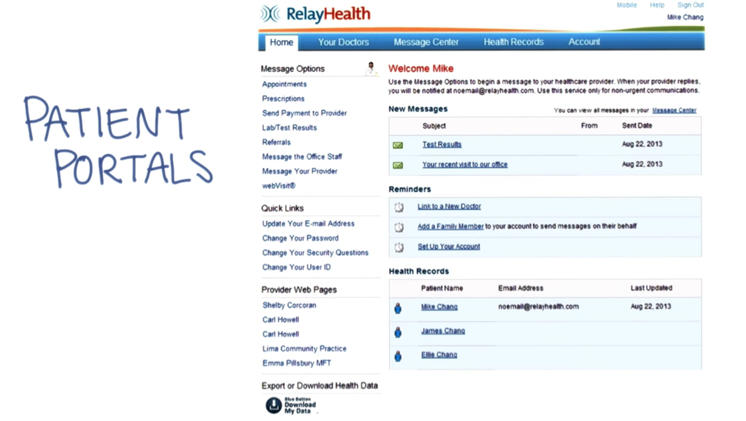 PATIENT
PORTALS
RelayHealth
Mobile Help Sign Out
Mike Chang
Home Your Doctors Message Center Health Records Account
Message Options
Appointments
Prescriptions
Send Payment to Provider
Lab/Test Results
Referrals
Message the Office Staff
Message Your Provider
webVisit®
Quick Links
Update Your E-mail Address
Change Your Password
Change Your Security Questions
Change Your User ID
Provider Web Pages
Shelby Corcoran
Carl Howell
Carl Howell
Lima Community Practice
Emma Pillsbury MFT
Export or Download Health Data
Blue Button
Download
My Data
Welcome Mike
Use the Message Options to begin a message to your healthcare provider. When your provider replies,
you will be notified at noemail@relayhealth.com. Use this service only for non-urgent communications.
New Messages You can view all messages in your Message Center
Subject From Sent Date
Test Results Aug 22, 2013
Your recent visit to our office Aug 22, 2013
Reminders
Link to a New Doctor
Add a Family Member to your account to send messages on their behalf
Set Up Your Account
Health Records
Patient Name Email Address Last Updated
Mike Chang noemail@relayhealth.com Aug 22, 2013
James Chang
Ellie Chang